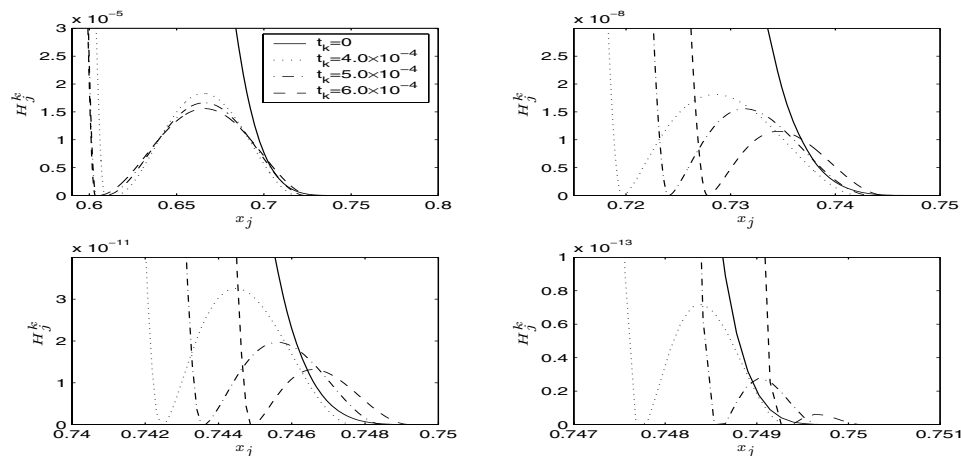 x 10⁻⁵
3
2.5
2
1.5
1
0.5
0
H_j^k
0.6 0.65 0.7 0.75 0.8
x_j
t_k=0
t_k=4.0×10⁻⁴
t_k=5.0×10⁻⁴
t_k=6.0×10⁻⁴
x 10⁻⁸
3
2.5
2
1.5
1
0.5
0
H_j^k
0.72 0.73 0.74 0.75
x_j
x 10⁻¹¹
3
2
1
0
H_j^k
0.74 0.742 0.744 0.746 0.748 0.75
x_j
x 10⁻¹³
1
0.8
0.6
0.4
0.2
0
H_j^k
0.747 0.748 0.749 0.75 0.751
x_j